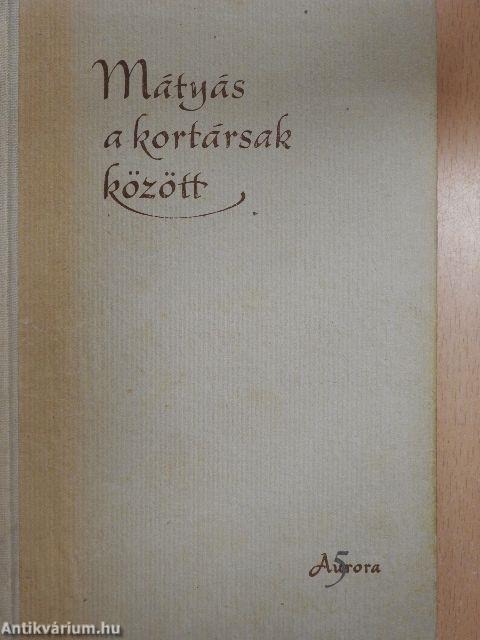 Mátyás
a kortársak
között
Aurora
5
Antikvárium.hu